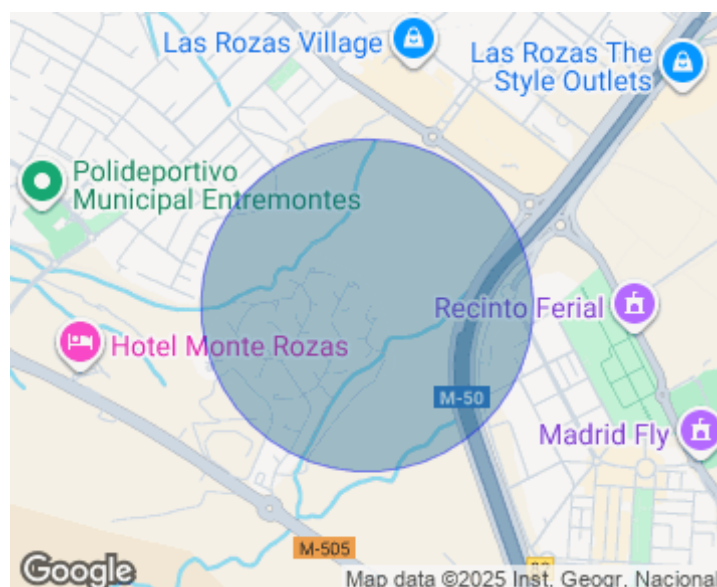 Las Rozas Village
Las Rozas The
Style Outlets
Polideportivo
Municipal Entremontes
Recinto Ferial
Hotel Monte Rozas
M-50
Madrid Fly
M-505
Google
Map data ©2025 Inst. Geogr. Nacional